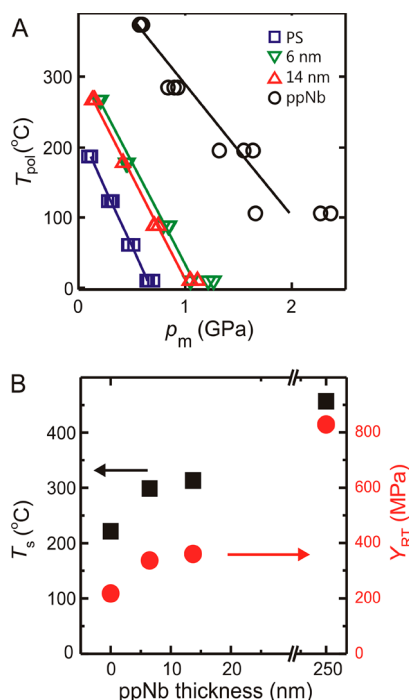 A
PS
6 nm
14 nm
ppNb
300
200
100
0
T_pol(°C)
0
1
2
p_m (GPa)
B
500
400
300
200
100
0
T_s (°C)
800
600
400
200
0
Y_RT (MPa)
0
10
20
250
ppNb thickness (nm)